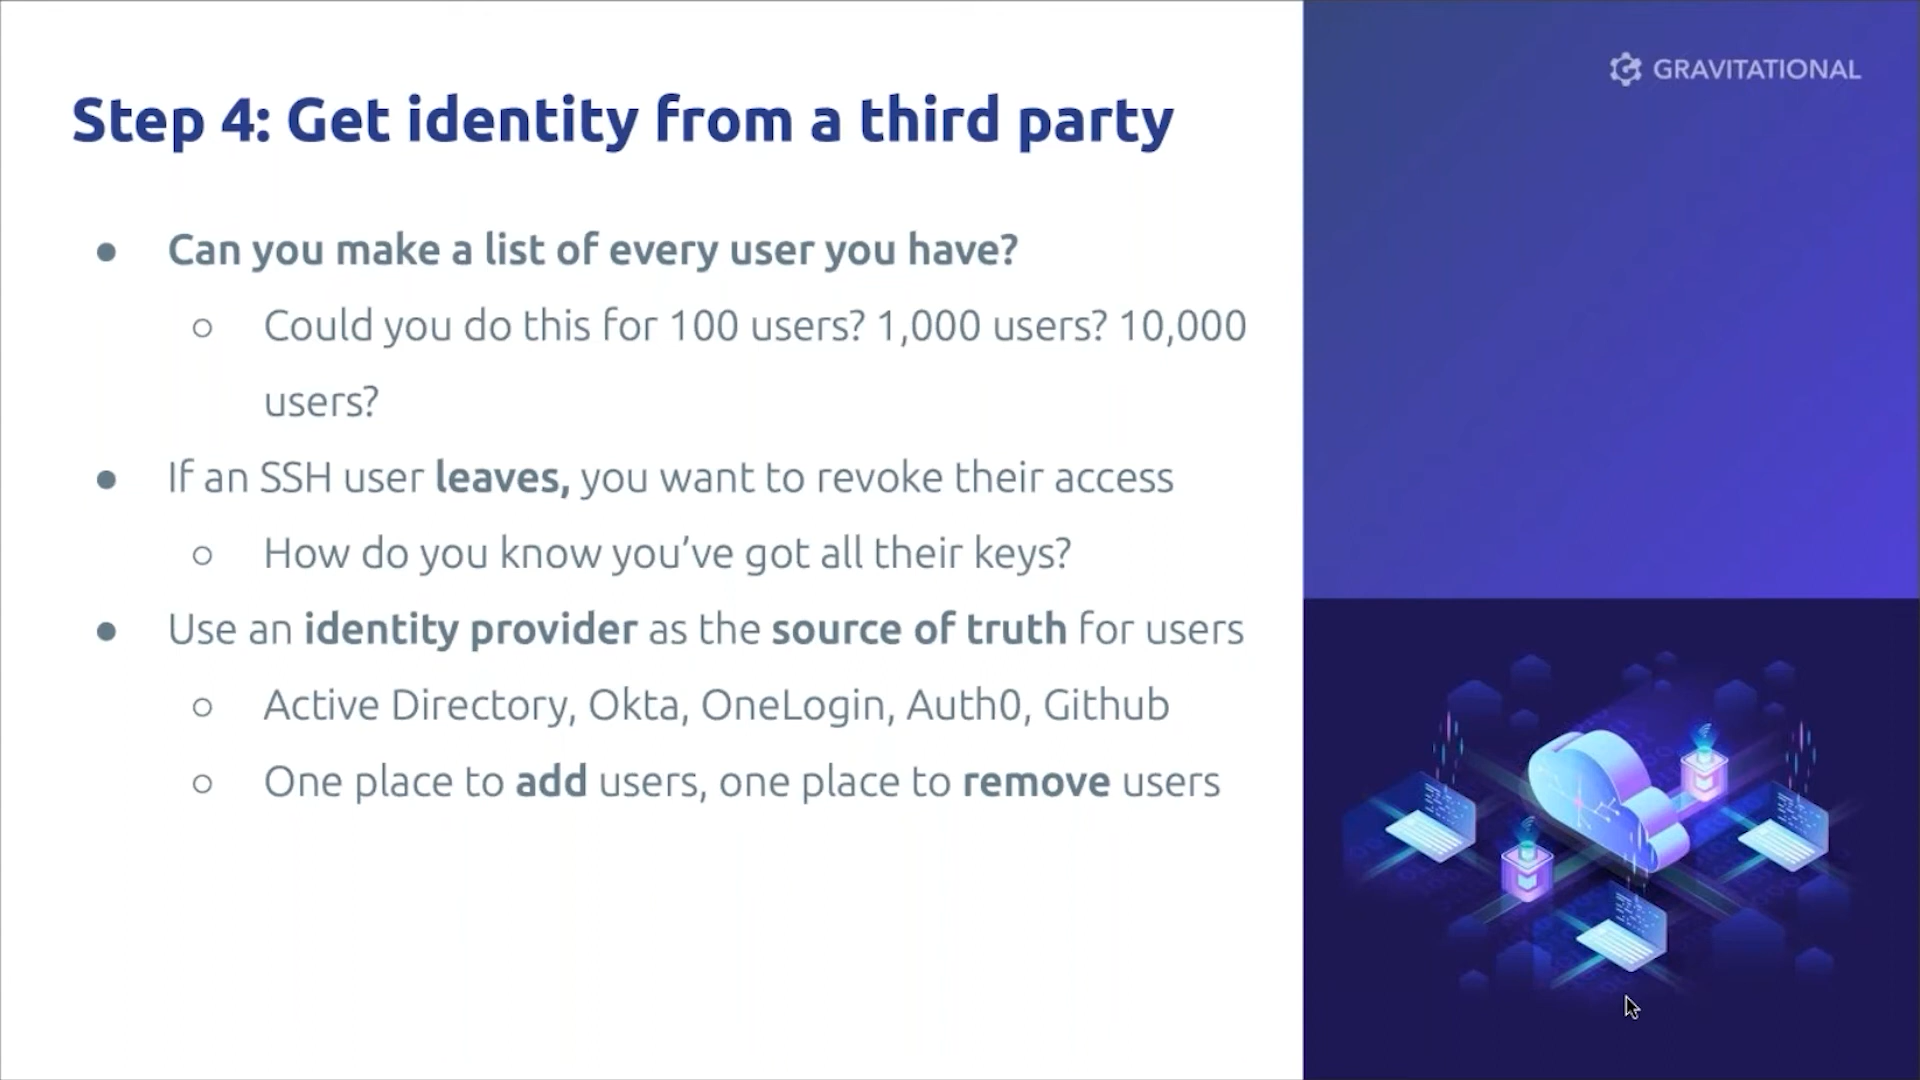 GRAVITATIONAL
Step 4: Get identity from a third party
● Can you make a list of every user you have?
○ Could you do this for 100 users? 1,000 users? 10,000
users?
● If an SSH user leaves, you want to revoke their access
○ How do you know you’ve got all their keys?
● Use an identity provider as the source of truth for users
○ Active Directory, Okta, OneLogin, Auth0, Github
○ One place to add users, one place to remove users